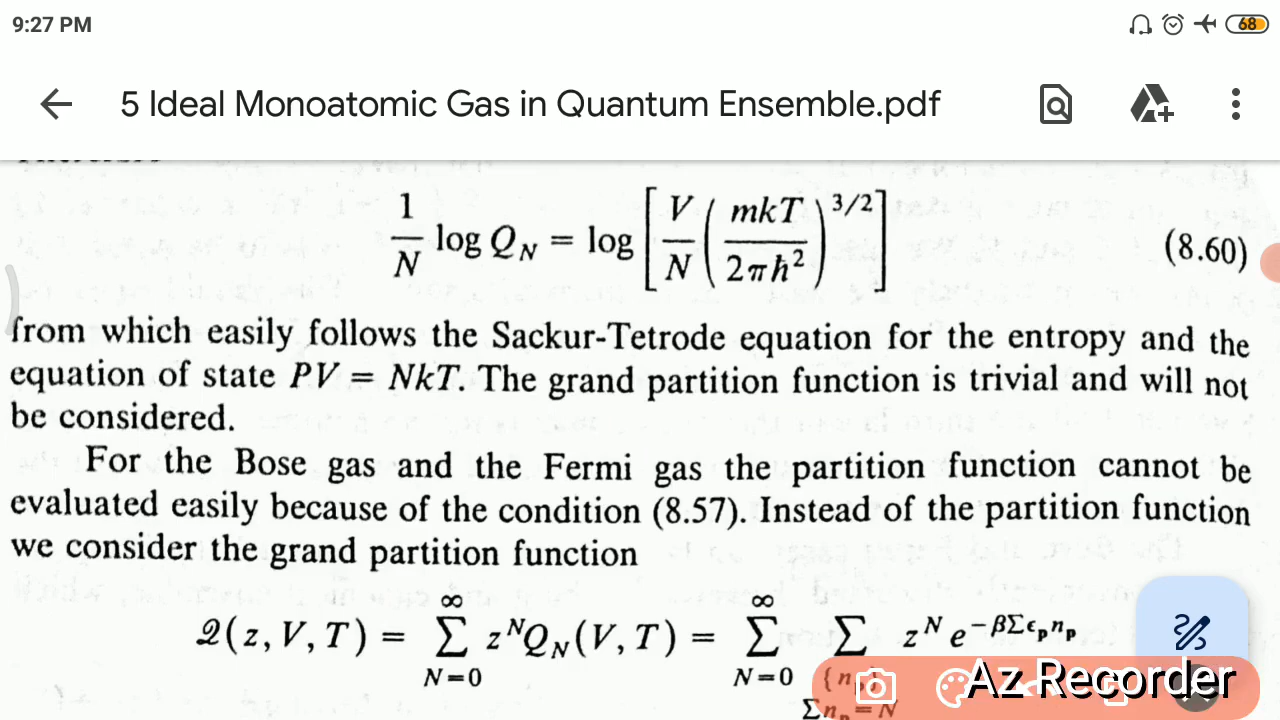 9:27 PM
68
5 Ideal Monoatomic Gas in Quantum Ensemble.pdf
1/N log Q_N = log [ V/N ( mkT / 2πħ² )^{3/2} ] (8.60)
from which easily follows the Sackur-Tetrode equation for the entropy and the
equation of state PV = NkT. The grand partition function is trivial and will not
be considered.
For the Bose gas and the Fermi gas the partition function cannot be
evaluated easily because of the condition (8.57). Instead of the partition function
we consider the grand partition function
𝒬(z, V, T) = ∑_{N=0}^{∞} z^N Q_N(V, T) = ∑_{N=0}^{∞} ∑_{{n_p} Σn_p = N} z^N e^{−βΣϵ_p n_p}
Az Recorder